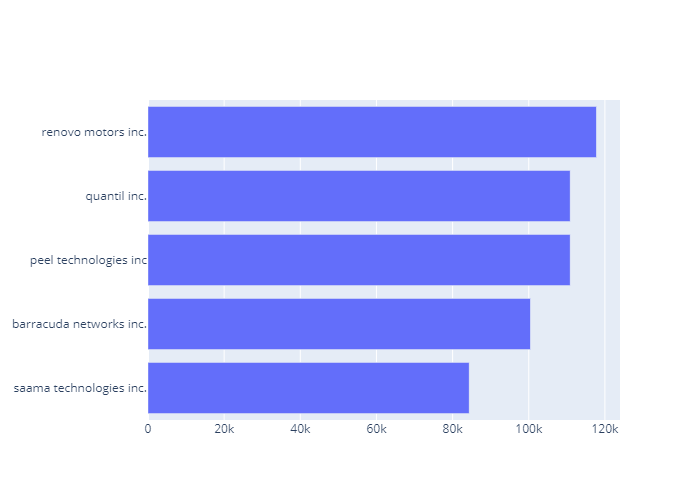 renovo motors inc.
quantil inc.
peel technologies inc
barracuda networks inc.
saama technologies inc.
0 20k 40k 60k 80k 100k 120k